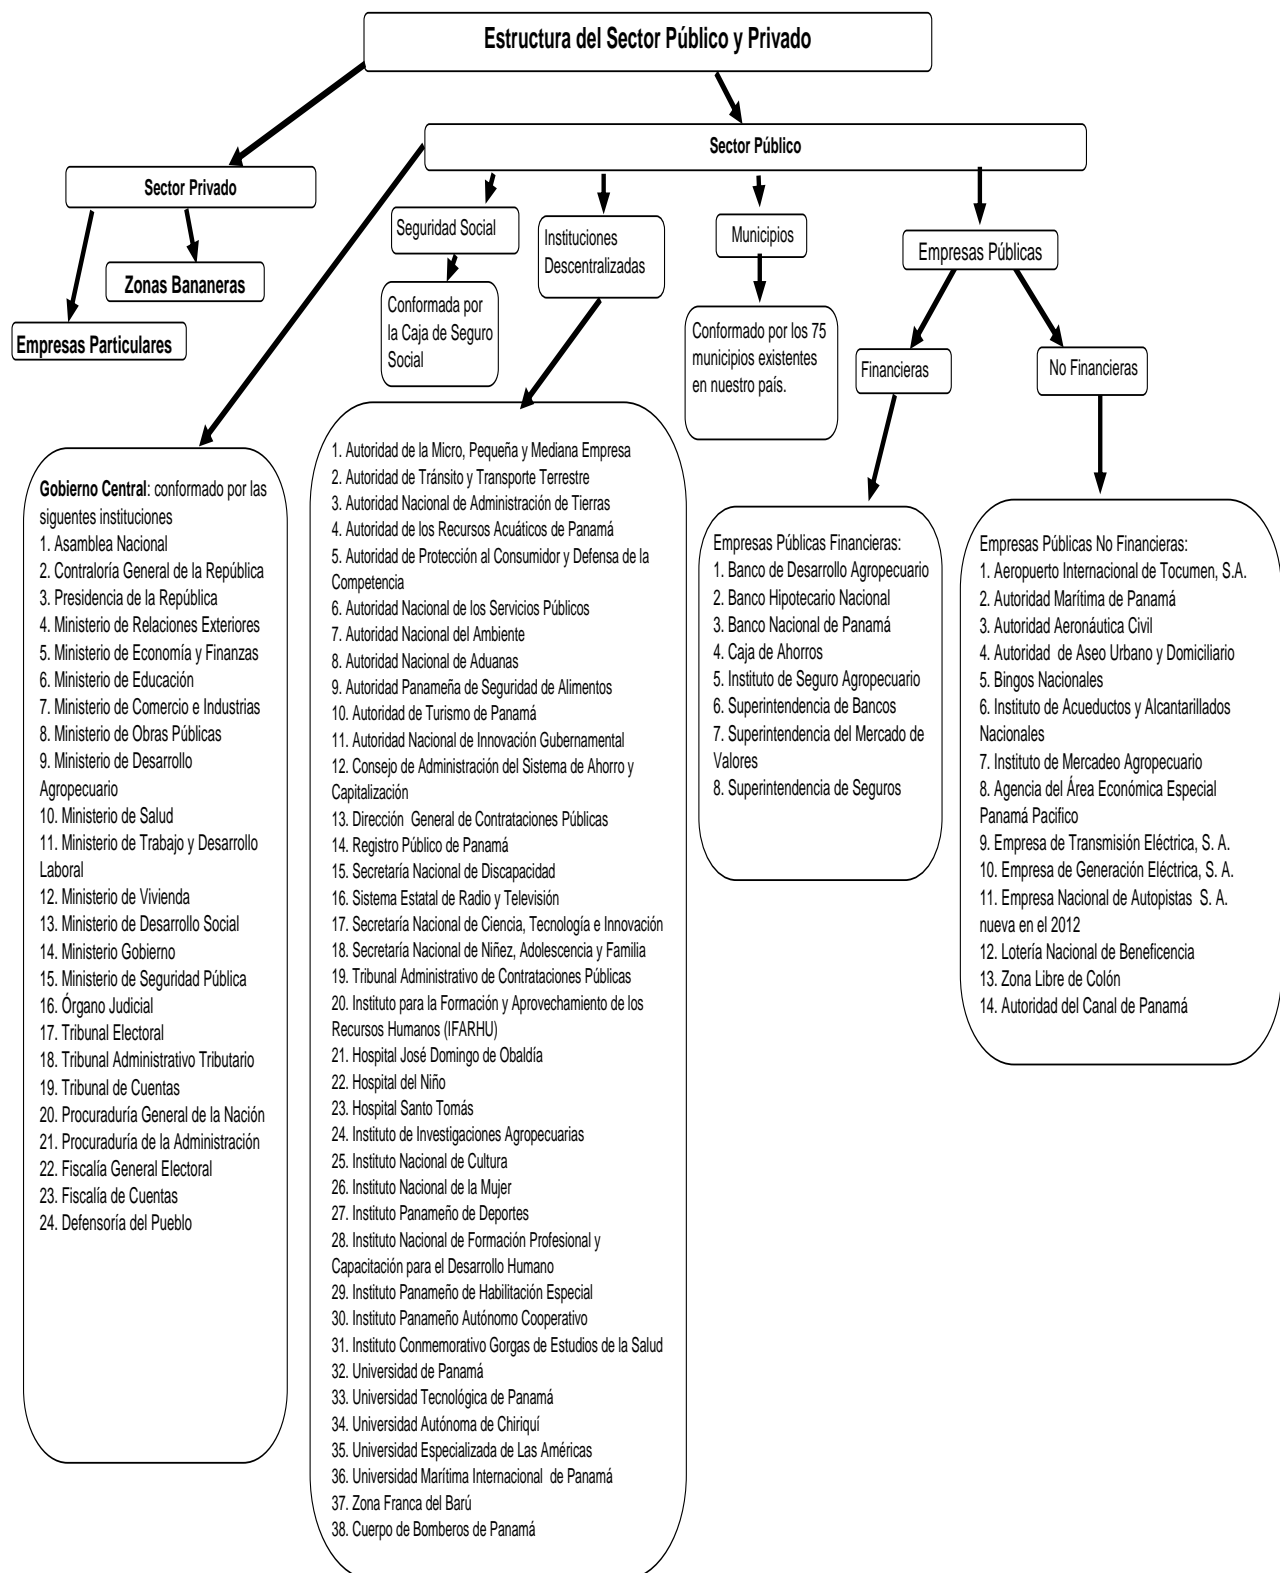 Estructura del Sector Público y Privado
Sector Público
Sector Privado
Seguridad Social
Instituciones
Descentralizadas
Municipios
Empresas Públicas
Zonas Bananeras
Empresas Particulares
Conformada por
la Caja de Seguro
Social
Conformado por los 75
municipios existentes
en nuestro país.
Financieras
No Financieras
Gobierno Central: conformado por las
siguentes instituciones
1. Asamblea Nacional
2. Contraloría General de la República
3. Presidencia de la República
4. Ministerio de Relaciones Exteriores
5. Ministerio de Economía y Finanzas
6. Ministerio de Educación
7. Ministerio de Comercio e Industrias
8. Ministerio de Obras Públicas
9. Ministerio de Desarrollo
Agropecuario
10. Ministerio de Salud
11. Ministerio de Trabajo y Desarrollo
Laboral
12. Ministerio de Vivienda
13. Ministerio de Desarrollo Social
14. Ministerio Gobierno
15. Ministerio de Seguridad Pública
16. Órgano Judicial
17. Tribunal Electoral
18. Tribunal Administrativo Tributario
19. Tribunal de Cuentas
20. Procuraduría General de la Nación
21. Procuraduría de la Administración
22. Fiscalía General Electoral
23. Fiscalía de Cuentas
24. Defensoría del Pueblo
1. Autoridad de la Micro, Pequeña y Mediana Empresa
2. Autoridad de Tránsito y Transporte Terrestre
3. Autoridad Nacional de Administración de Tierras
4. Autoridad de los Recursos Acuáticos de Panamá
5. Autoridad de Protección al Consumidor y Defensa de la
Competencia
6. Autoridad Nacional de los Servicios Públicos
7. Autoridad Nacional del Ambiente
8. Autoridad Nacional de Aduanas
9. Autoridad Panameña de Seguridad de Alimentos
10. Autoridad de Turismo de Panamá
11. Autoridad Nacional de Innovación Gubernamental
12. Consejo de Administración del Sistema de Ahorro y
Capitalización
13. Dirección General de Contrataciones Públicas
14. Registro Público de Panamá
15. Secretaría Nacional de Discapacidad
16. Sistema Estatal de Radio y Televisión
17. Secretaría Nacional de Ciencia, Tecnología e Innovación
18. Secretaría Nacional de Niñez, Adolescencia y Familia
19. Tribunal Administrativo de Contrataciones Públicas
20. Instituto para la Formación y Aprovechamiento de los
Recursos Humanos (IFARHU)
21. Hospital José Domingo de Obaldía
22. Hospital del Niño
23. Hospital Santo Tomás
24. Instituto de Investigaciones Agropecuarias
25. Instituto Nacional de Cultura
26. Instituto Nacional de la Mujer
27. Instituto Panameño de Deportes
28. Instituto Nacional de Formación Profesional y
Capacitación para el Desarrollo Humano
29. Instituto Panameño de Habilitación Especial
30. Instituto Panameño Autónomo Cooperativo
31. Instituto Conmemorativo Gorgas de Estudios de la Salud
32. Universidad de Panamá
33. Universidad Tecnológica de Panamá
34. Universidad Autónoma de Chiriquí
35. Universidad Especializada de Las Américas
36. Universidad Marítima Internacional de Panamá
37. Zona Franca del Barú
38. Cuerpo de Bomberos de Panamá
Empresas Públicas Financieras:
1. Banco de Desarrollo Agropecuario
2. Banco Hipotecario Nacional
3. Banco Nacional de Panamá
4. Caja de Ahorros
5. Instituto de Seguro Agropecuario
6. Superintendencia de Bancos
7. Superintendencia del Mercado de
Valores
8. Superintendencia de Seguros
Empresas Públicas No Financieras:
1. Aeropuerto Internacional de Tocumen, S.A.
2. Autoridad Marítima de Panamá
3. Autoridad Aeronáutica Civil
4. Autoridad de Aseo Urbano y Domiciliario
5. Bingos Nacionales
6. Instituto de Acueductos y Alcantarillados
Nacionales
7. Instituto de Mercadeo Agropecuario
8. Agencia del Área Económica Especial
Panamá Pacifico
9. Empresa de Transmisión Eléctrica, S. A.
10. Empresa de Generación Eléctrica, S. A.
11. Empresa Nacional de Autopistas S. A.
nueva en el 2012
12. Lotería Nacional de Beneficencia
13. Zona Libre de Colón
14. Autoridad del Canal de Panamá